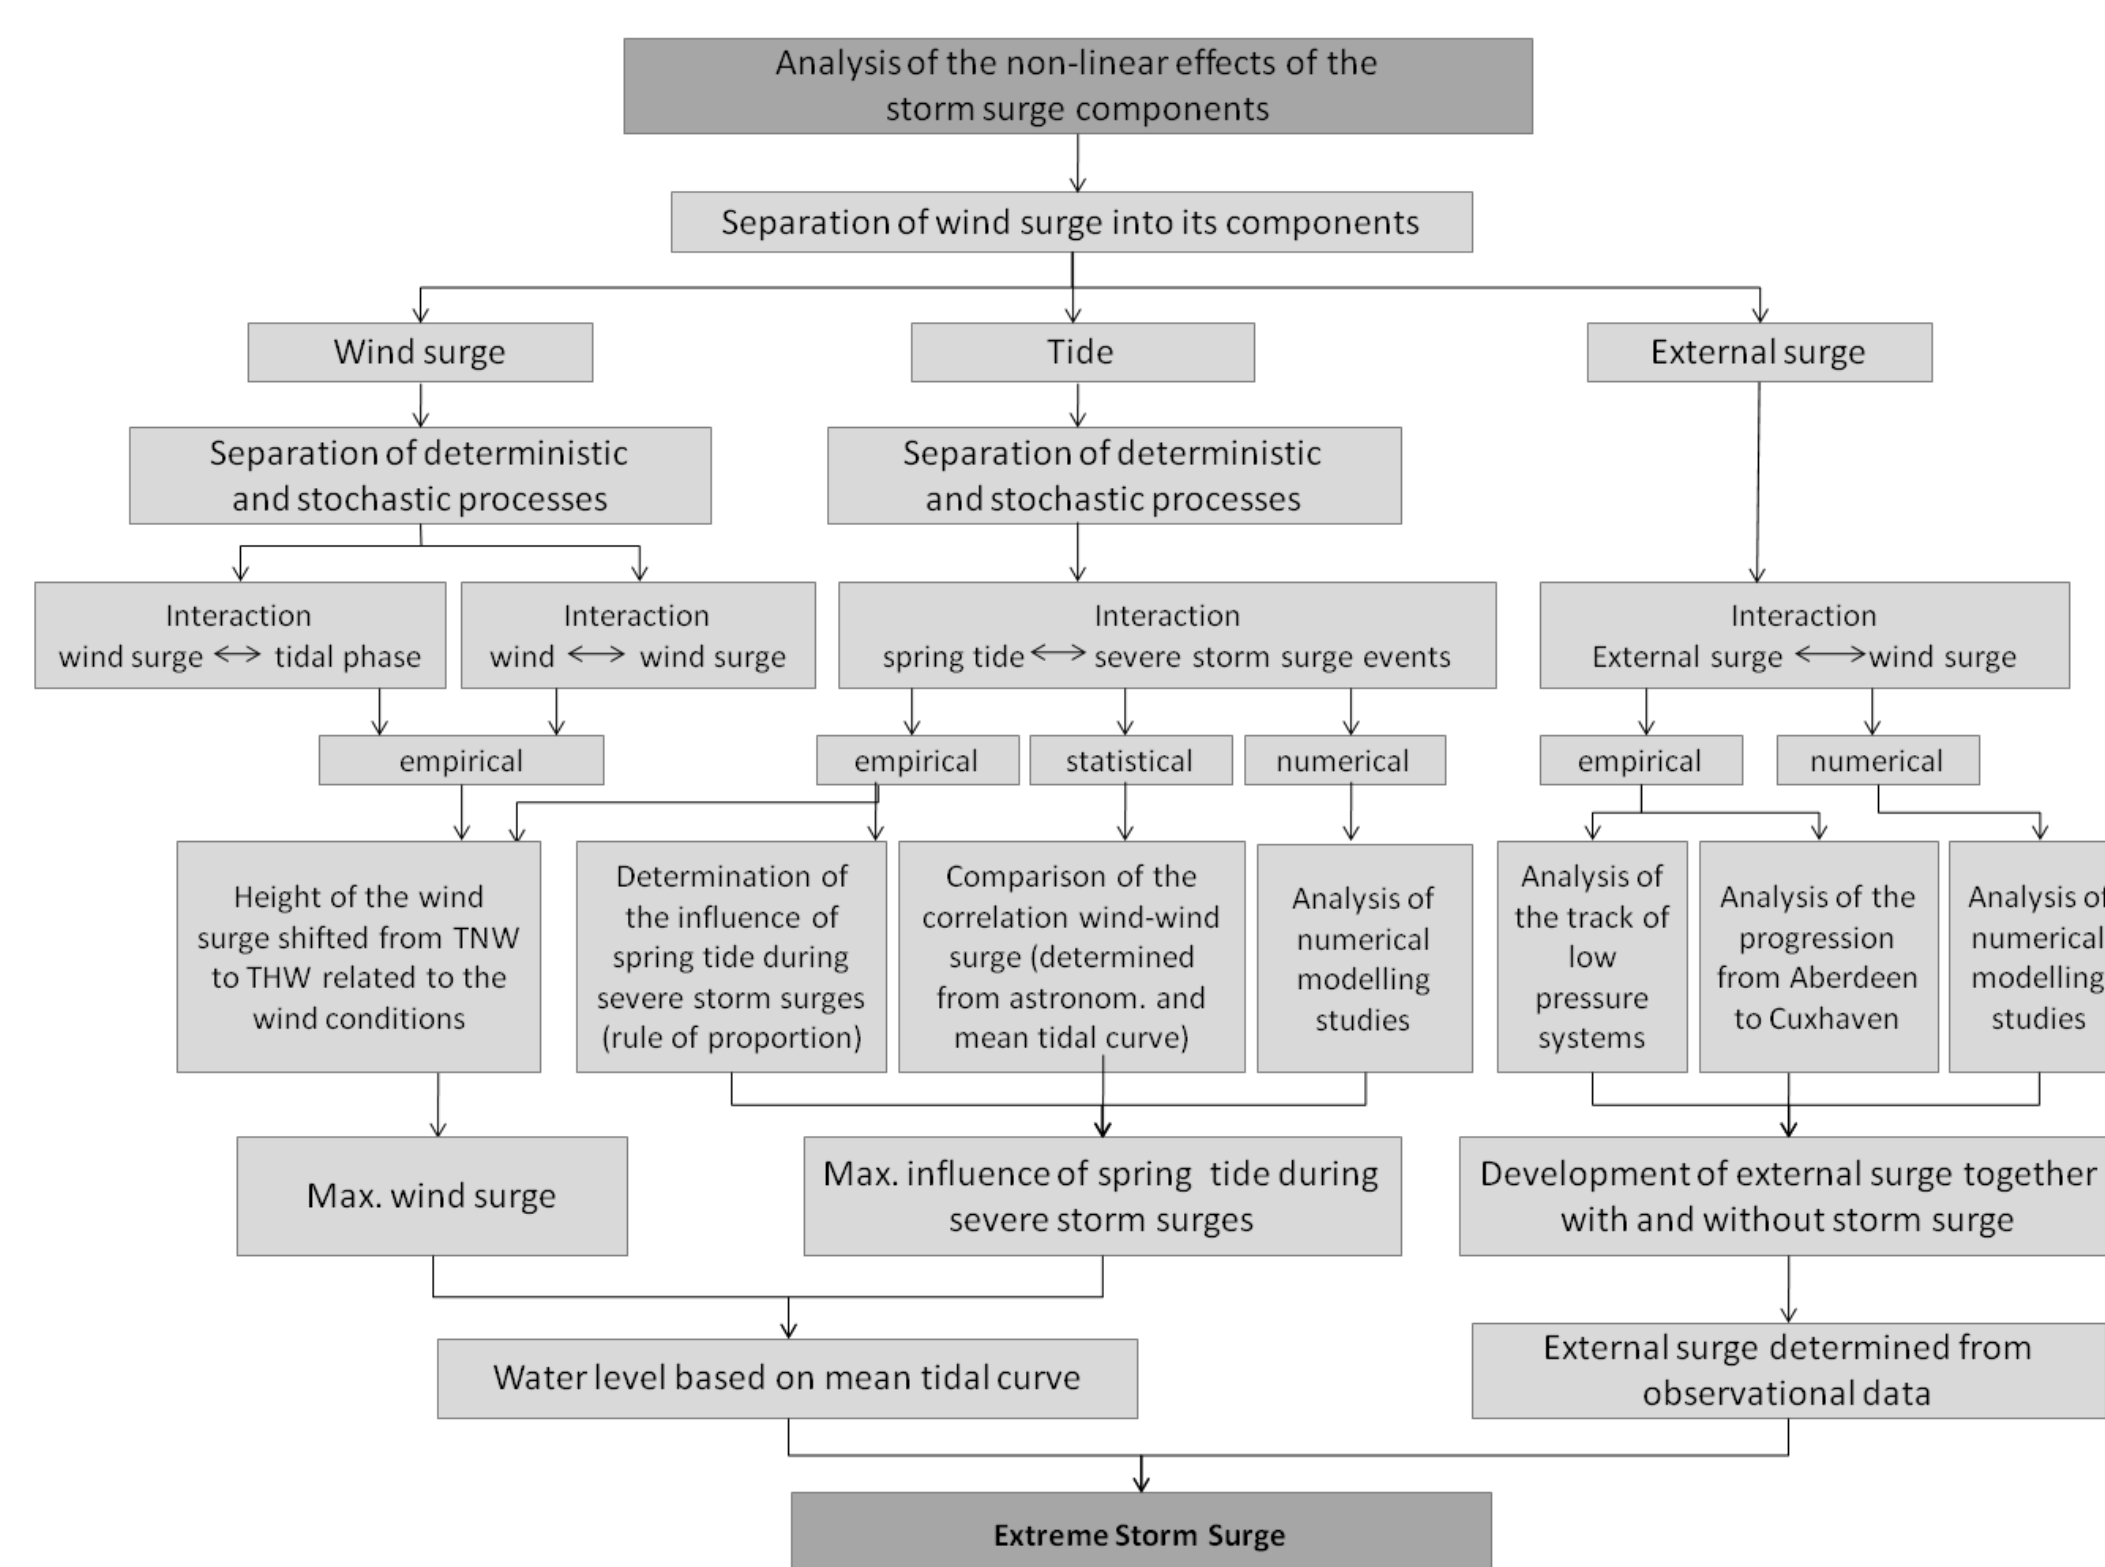 Analysis of the non-linear effects of the
storm surge components
Separation of wind surge into its components
Wind surge
Tide
External surge
Separation of deterministic
and stochastic processes
Separation of deterministic
and stochastic processes
Interaction
wind surge ↔ tidal phase
Interaction
wind ↔ wind surge
Interaction
spring tide ↔ severe storm surge events
Interaction
External surge ↔ wind surge
empirical
empirical
statistical
numerical
empirical
numerical
Height of the wind
surge shifted from TNW
to THW related to the
wind conditions
Determination of
the influence of
spring tide during
severe storm surges
(rule of proportion)
Comparison of the
correlation wind-wind
surge (determined
from astronom. and
mean tidal curve)
Analysis of
numerical
modelling
studies
Analysis of
the track of
low
pressure
systems
Analysis of the
progression
from Aberdeen
to Cuxhaven
Analysis of
numerical
modelling
studies
Max. wind surge
Max. influence of spring tide during
severe storm surges
Development of external surge together
with and without storm surge
Water level based on mean tidal curve
External surge determined from
observational data
Extreme Storm Surge